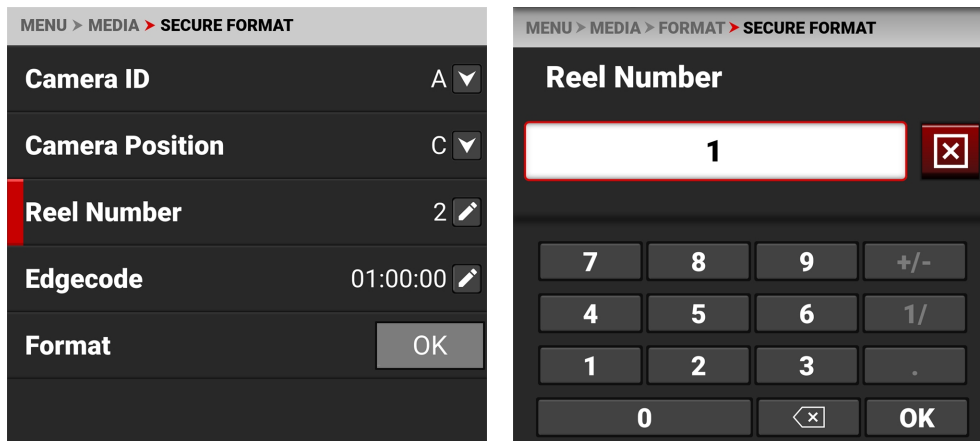 MENU > MEDIA > SECURE FORMAT
Camera ID A
Camera Position C
Reel Number 2
Edgecode 01:00:00
Format OK
MENU > MEDIA > FORMAT > SECURE FORMAT
Reel Number
1
7 8 9 +/-
4 5 6 1/
1 2 3 .
0 OK